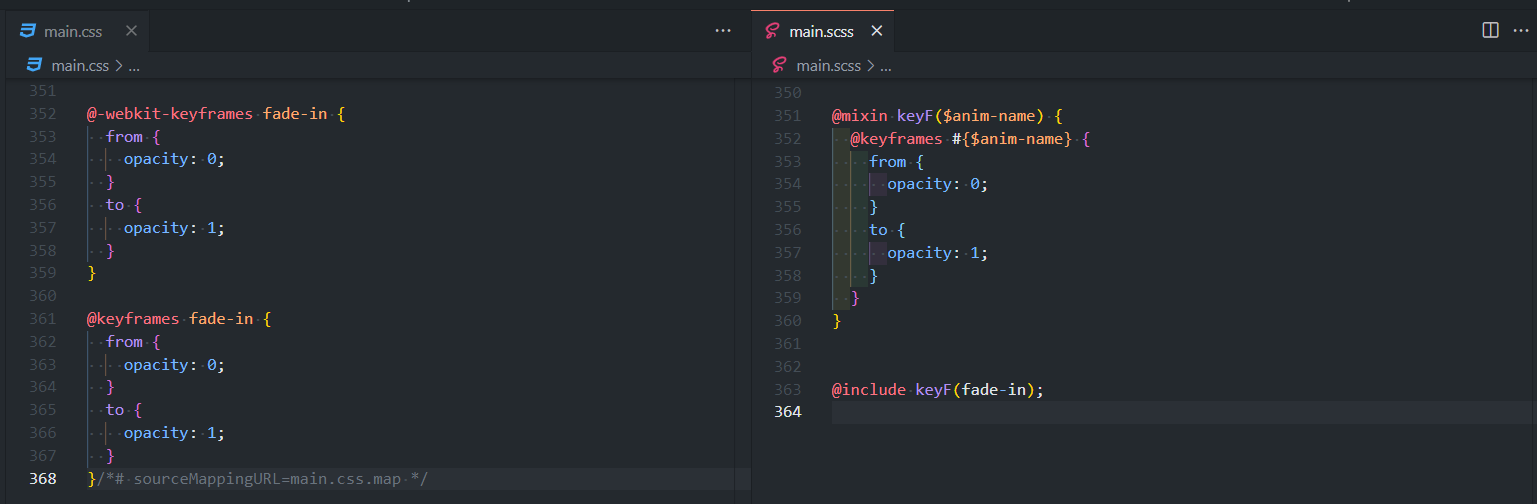 main.css
main.css > ...
351
352 @-webkit-keyframes fade-in {
353   from {
354     opacity: 0;
355   }
356   to {
357     opacity: 1;
358   }
359 }
360
361 @keyframes fade-in {
362   from {
363     opacity: 0;
364   }
365   to {
366     opacity: 1;
367   }
368 }/*# sourceMappingURL=main.css.map */
main.scss
main.scss > ...
350
351 @mixin keyF($anim-name) {
352   @keyframes #{$anim-name} {
353     from {
354       opacity: 0;
355     }
356     to {
357       opacity: 1;
358     }
359   }
360 }
361
362
363 @include keyF(fade-in);
364